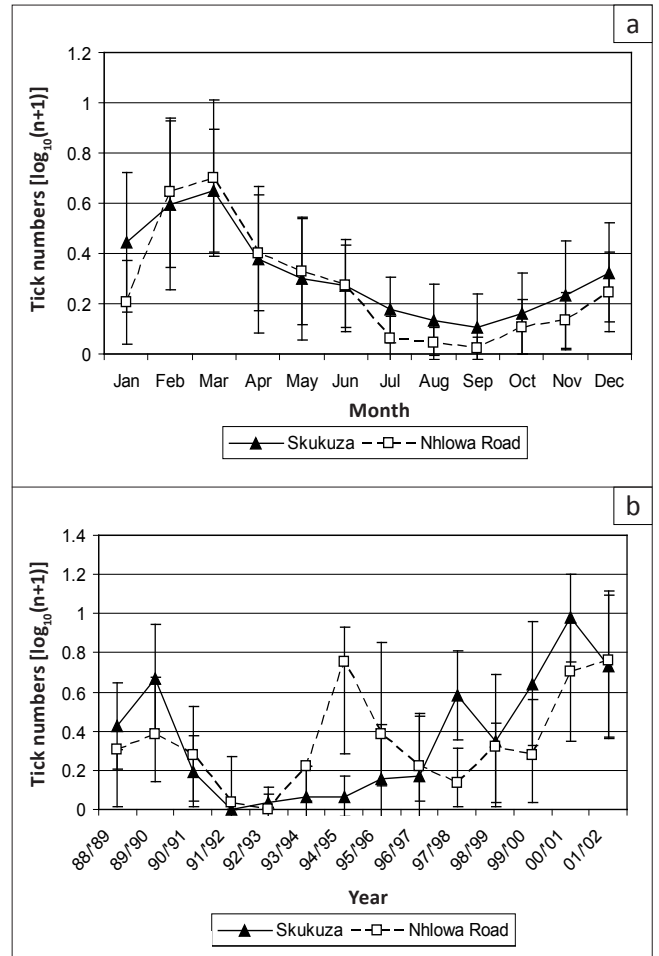 a
1.2
1
0.8
0.6
0.4
0.2
0
Tick numbers [log10(n+1)]
Jan Feb Mar Apr May Jun Jul Aug Sep Oct Nov Dec
Month
Skukuza Nhlowa Road
b
1.4
1.2
1
0.8
0.6
0.4
0.2
0
Tick numbers [log10(n+1)]
88/'89 89/'90 90/'91 91/'92 92/'93 93/'94 94/'95 95/'96 96/'97 97/'98 98/'99 99/'00 00/'01 01/'02
Year
Skukuza Nhlowa Road